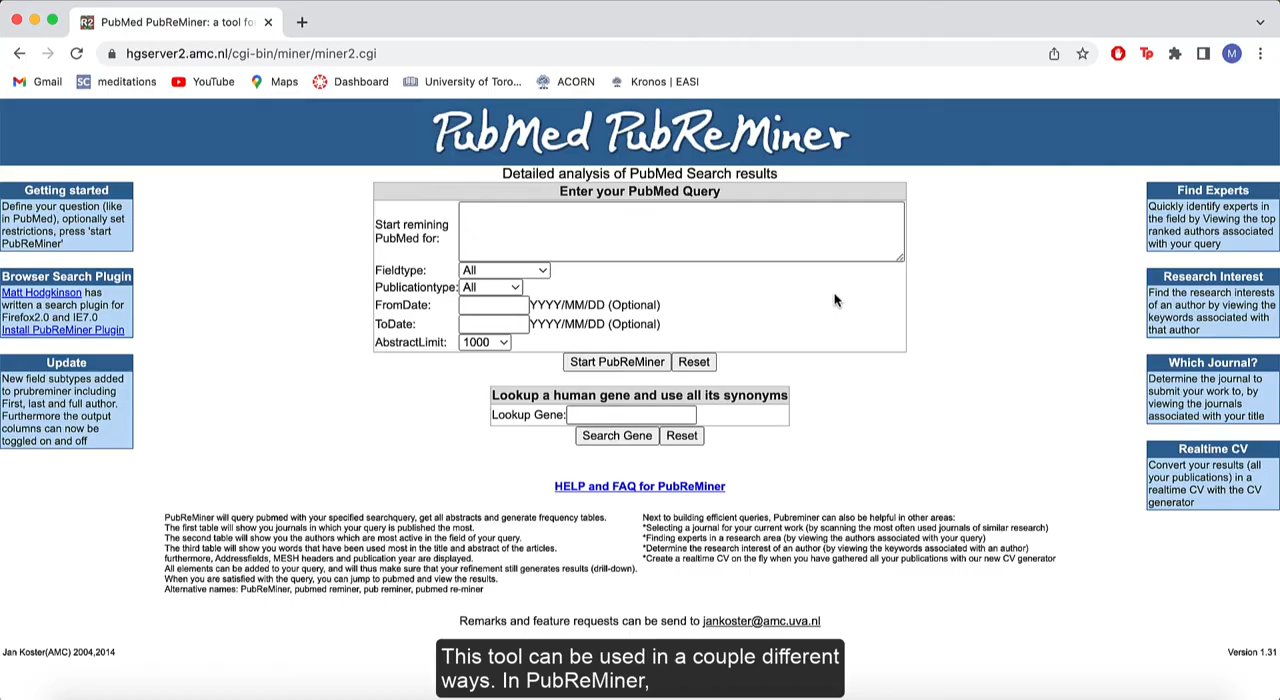 PubMed PubReMiner: a tool fo
hgserver2.amc.nl/cgi-bin/miner/miner2.cgi
Gmail
meditations
YouTube
Maps
Dashboard
University of Toro...
ACORN
Kronos | EASI
PubMed PubReMiner
Detailed analysis of PubMed Search results
Getting started
Define your question (like
in PubMed), optionally set
restrictions, press 'start
PubReMiner'
Browser Search Plugin
Matt Hodgkinson has
written a search plugin for
Firefox2.0 and IE7.0
Install PubReMiner Plugin
Update
New field subtypes added
to prubreminer including
First, last and full author.
Furthermore the output
columns can now be
toggled on and off
Enter your PubMed Query
Start remining
PubMed for:
Fieldtype: All
Publicationtype: All
FromDate: YYYY/MM/DD (Optional)
ToDate: YYYY/MM/DD (Optional)
AbstractLimit: 1000
Start PubReMiner Reset
Lookup a human gene and use all its synonyms
Lookup Gene:
Search Gene Reset
HELP and FAQ for PubReMiner
Find Experts
Quickly identify experts in
the field by Viewing the top
ranked authors associated
with your query
Research Interest
Find the research interests
of an author by viewing the
keywords associated with
that author
Which Journal?
Determine the journal to
submit your work to, by
viewing the journals
associated with your title
Realtime CV
Convert your results (all
your publications) in a
realtime CV with the CV
generator
PubReMiner will query pubmed with your specified searchquery, get all abstracts and generate frequency tables.
The first table will show you journals in which your query is published the most.
The second table will show you the authors which are most active in the field of your query.
The third table will show you words that have been used most in the title and abstract of the articles.
furthermore, Addressfields, MESH headers and publication year are displayed.
All elements can be added to your query, and will thus make sure that your refinement still generates results (drill-down).
When you are satisfied with the query, you can jump to pubmed and view the results.
Alternative names: PubReMiner, pubmed reminer, pub reminer, pubmed re-miner
Next to building efficient queries, Pubreminer can also be helpful in other areas:
*Selecting a journal for your current work (by scanning the most often used journals of similar research)
*Finding experts in a research area (by viewing the authors associated with your query)
*Determine the research interest of an author (by viewing the keywords associated with an author)
*Create a realtime CV on the fly when you have gathered all your publications with our new CV generator
Remarks and feature requests can be send to jankoster@amc.uva.nl
Jan Koster(AMC) 2004,2014
Version 1.31
This tool can be used in a couple different
ways. In PubReMiner,